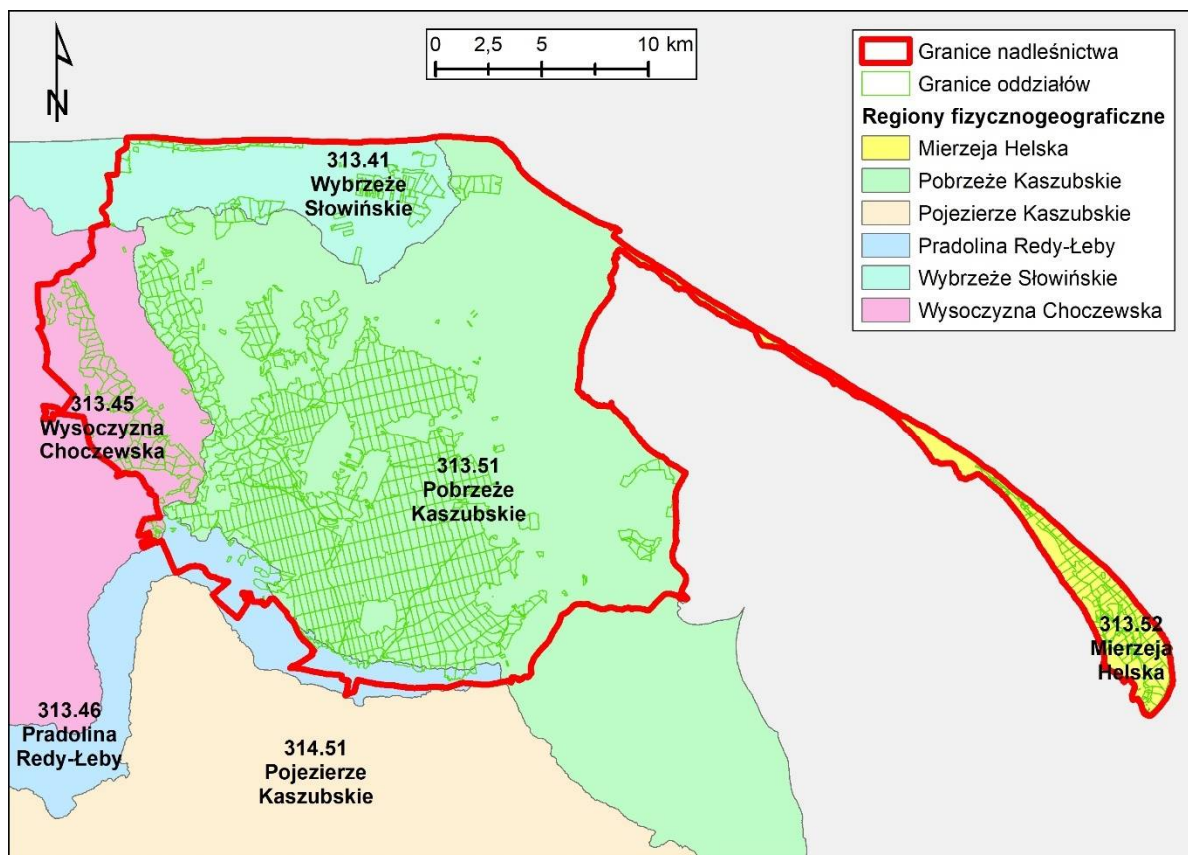 0 2,5 5 10 km
N
Granice nadleśnictwa
Granice oddziałów
Regiony fizycznogeograficzne
Mierzeja Helska
Pobrzeże Kaszubskie
Pojezierze Kaszubskie
Pradolina Redy-Łeby
Wybrzeże Słowińskie
Wysoczyzna Choczewska
313.41
Wybrzeże
Słowińskie
313.45
Wysoczyzna
Choczewska
313.51
Pobrzeże
Kaszubskie
313.52
Mierzeja
Helska
313.46
Pradolina
Redy-Łeby
314.51
Pojezierze
Kaszubskie